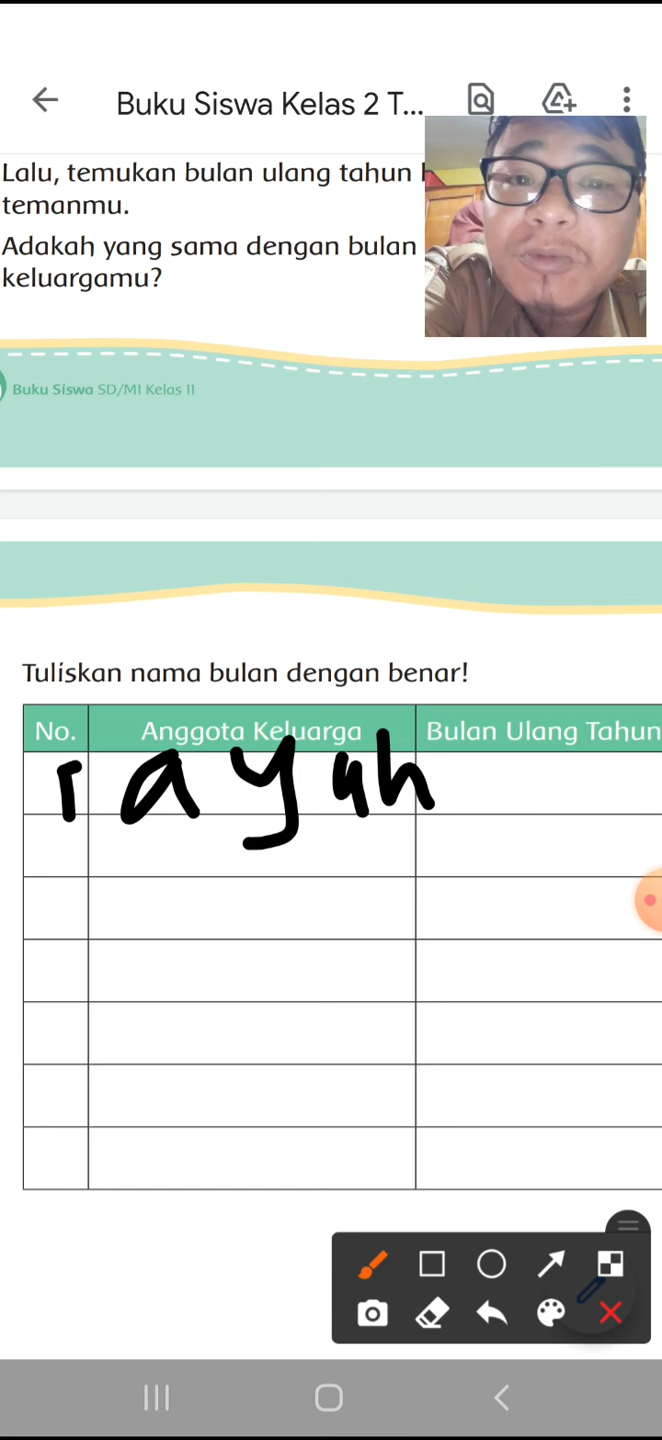 Buku Siswa Kelas 2 T...
Lalu, temukan bulan ulang tahun
temanmu.
Adakah yang sama dengan bulan
keluargamu?
Buku Siswa SD/MI Kelas II
Tuliskan nama bulan dengan benar!
No. Anggota Keluarga Bulan Ulang Tahun
1 ayah